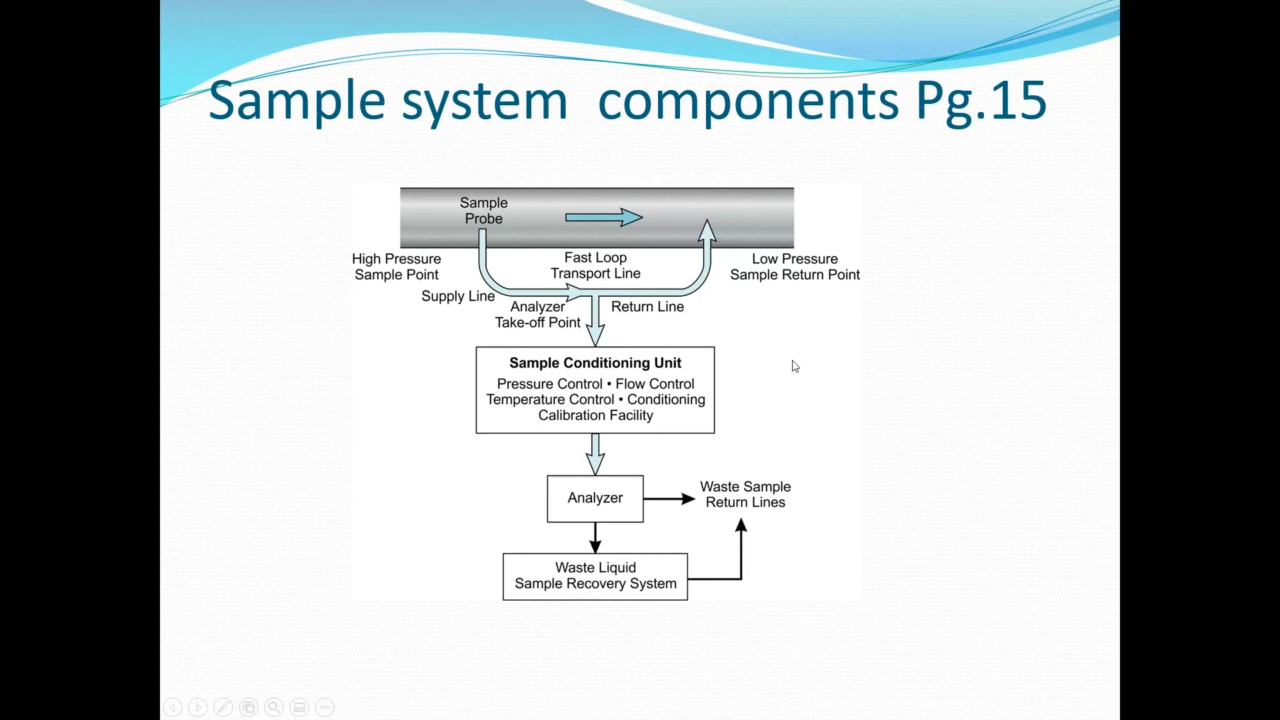 Sample system components Pg.15
Sample
Probe
High Pressure
Sample Point
Fast Loop
Transport Line
Low Pressure
Sample Return Point
Supply Line
Analyzer
Take-off Point
Return Line
Sample Conditioning Unit
Pressure Control • Flow Control
Temperature Control • Conditioning
Calibration Facility
Analyzer
Waste Sample
Return Lines
Waste Liquid
Sample Recovery System